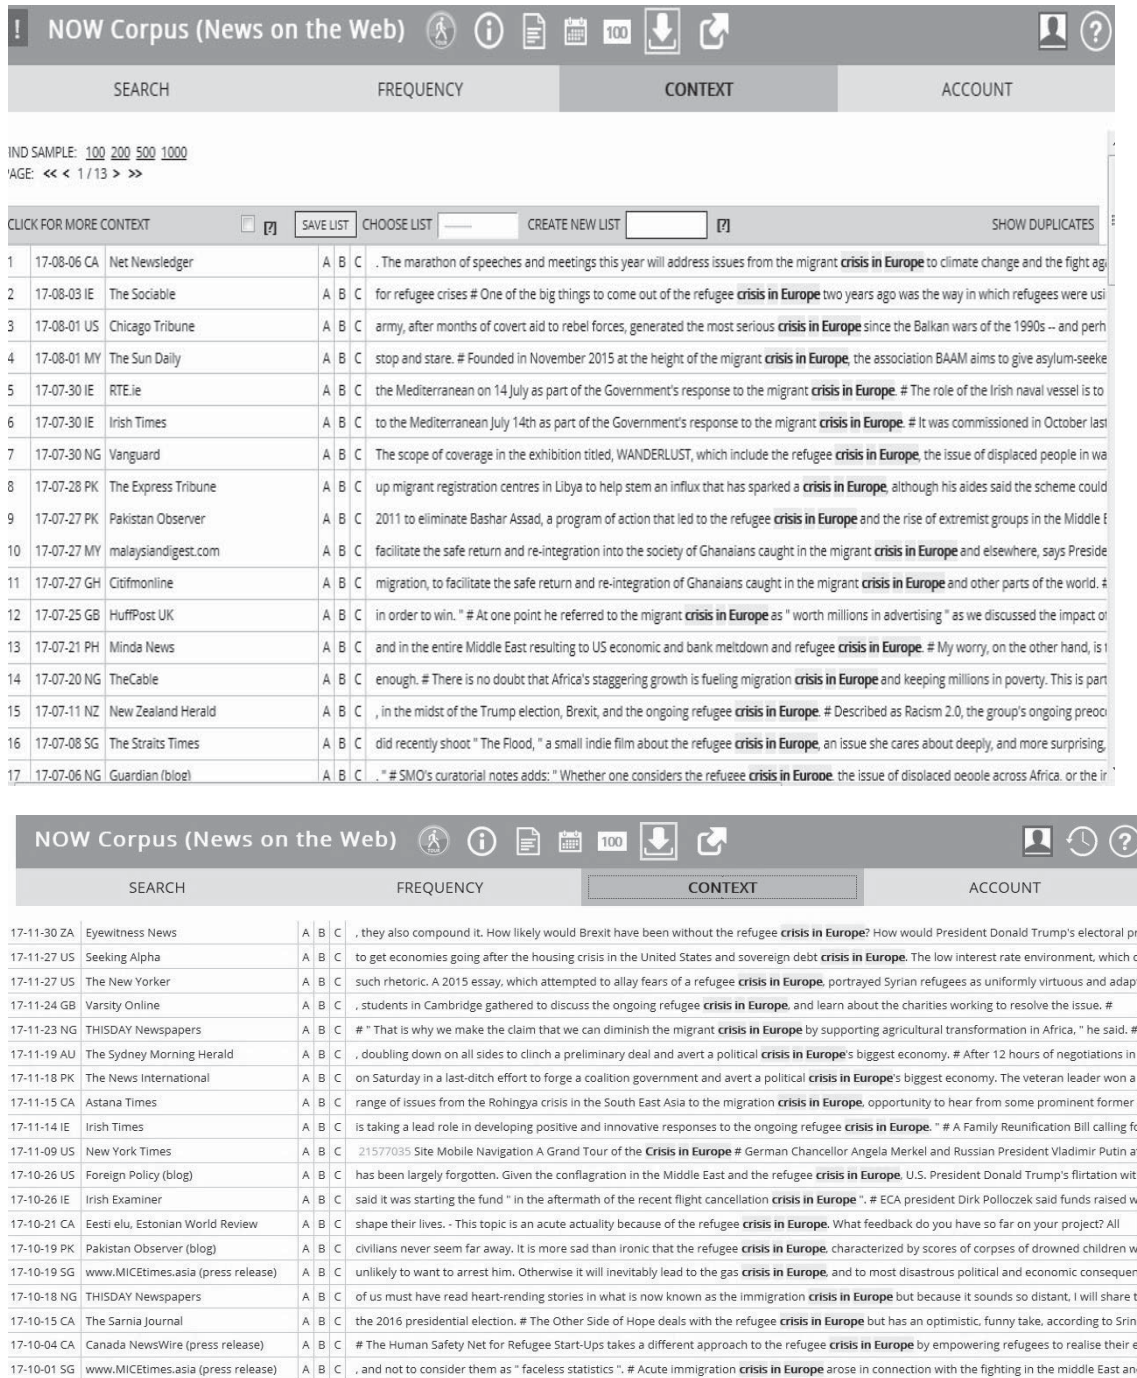 ! NOW Corpus (News on the Web) 100 ?
SEARCH FREQUENCY CONTEXT ACCOUNT
IND SAMPLE: 100 200 500 1000
AGE: << < 1 / 13 > >>
CLICK FOR MORE CONTEXT [?] SAVE LIST CHOOSE LIST ------ CREATE NEW LIST [?] SHOW DUPLICATES
1 17-08-06 CA Net Newsledger A B C . The marathon of speeches and meetings this year will address issues from the migrant crisis in Europe to climate change and the fight aga
2 17-08-03 IE The Sociable A B C for refugee crises # One of the big things to come out of the refugee crisis in Europe two years ago was the way in which refugees were usi
3 17-08-01 US Chicago Tribune A B C army, after months of covert aid to rebel forces, generated the most serious crisis in Europe since the Balkan wars of the 1990s -- and perh
4 17-08-01 MY The Sun Daily A B C stop and stare. # Founded in November 2015 at the height of the migrant crisis in Europe, the association BAAM aims to give asylum-seeke
5 17-07-30 IE RTE.ie A B C the Mediterranean on 14 July as part of the Government's response to the migrant crisis in Europe. # The role of the Irish naval vessel is to
6 17-07-30 IE Irish Times A B C to the Mediterranean July 14th as part of the Government's response to the migrant crisis in Europe. # It was commissioned in October last
7 17-07-30 NG Vanguard A B C The scope of coverage in the exhibition titled, WANDERLUST, which include the refugee crisis in Europe, the issue of displaced people in wa
8 17-07-28 PK The Express Tribune A B C up migrant registration centres in Libya to help stem an influx that has sparked a crisis in Europe, although his aides said the scheme could
9 17-07-27 PK Pakistan Observer A B C 2011 to eliminate Bashar Assad, a program of action that led to the refugee crisis in Europe and the rise of extremist groups in the Middle E
10 17-07-27 MY malaysiandigest.com A B C facilitate the safe return and re-integration into the society of Ghanaians caught in the migrant crisis in Europe and elsewhere, says Preside
11 17-07-27 GH Citifmonline A B C migration, to facilitate the safe return and re-integration of Ghanaians caught in the migrant crisis in Europe and other parts of the world. #
12 17-07-25 GB HuffPost UK A B C in order to win. " # At one point he referred to the migrant crisis in Europe as " worth millions in advertising " as we discussed the impact of
13 17-07-21 PH Minda News A B C and in the entire Middle East resulting to US economic and bank meltdown and refugee crisis in Europe. # My worry, on the other hand, is t
14 17-07-20 NG TheCable A B C enough. # There is no doubt that Africa's staggering growth is fueling migration crisis in Europe and keeping millions in poverty. This is part
15 17-07-11 NZ New Zealand Herald A B C , in the midst of the Trump election, Brexit, and the ongoing refugee crisis in Europe. # Described as Racism 2.0, the group's ongoing preoc
16 17-07-08 SG The Straits Times A B C did recently shoot " The Flood, " a small indie film about the refugee crisis in Europe, an issue she cares about deeply, and more surprising,
17 17-07-06 NG Guardian (blog) A B C . " # SMO's curatorial notes adds: " Whether one considers the refugee crisis in Europe, the issue of displaced people across Africa, or the ir
NOW Corpus (News on the Web) 100 ?
SEARCH FREQUENCY CONTEXT ACCOUNT
17-11-30 ZA Eyewitness News A B C , they also compound it. How likely would Brexit have been without the refugee crisis in Europe? How would President Donald Trump's electoral pr
17-11-27 US Seeking Alpha A B C to get economies going after the housing crisis in the United States and sovereign debt crisis in Europe. The low interest rate environment, which c
17-11-27 US The New Yorker A B C such rhetoric. A 2015 essay, which attempted to allay fears of a refugee crisis in Europe, portrayed Syrian refugees as uniformly virtuous and adap
17-11-24 GB Varsity Online A B C , students in Cambridge gathered to discuss the ongoing refugee crisis in Europe, and learn about the charities working to resolve the issue. #
17-11-23 NG THISDAY Newspapers A B C # " That is why we make the claim that we can diminish the migrant crisis in Europe by supporting agricultural transformation in Africa, " he said. #
17-11-19 AU The Sydney Morning Herald A B C , doubling down on all sides to clinch a preliminary deal and avert a political crisis in Europe's biggest economy. # After 12 hours of negotiations in
17-11-18 PK The News International A B C on Saturday in a last-ditch effort to forge a coalition government and avert a political crisis in Europe's biggest economy. The veteran leader won a
17-11-15 CA Astana Times A B C range of issues from the Rohingya crisis in the South East Asia to the migration crisis in Europe, opportunity to hear from some prominent former
17-11-14 IE Irish Times A B C is taking a lead role in developing positive and innovative responses to the ongoing refugee crisis in Europe. " # A Family Reunification Bill calling fo
17-11-09 US New York Times A B C 21577035 Site Mobile Navigation A Grand Tour of the Crisis in Europe # German Chancellor Angela Merkel and Russian President Vladimir Putin a
17-10-26 US Foreign Policy (blog) A B C has been largely forgotten. Given the conflagration in the Middle East and the refugee crisis in Europe, U.S. President Donald Trump's flirtation wit
17-10-26 IE Irish Examiner A B C said it was starting the fund " in the aftermath of the recent flight cancellation crisis in Europe ". # ECA president Dirk Polloczek said funds raised w
17-10-21 CA Eesti elu, Estonian World Review A B C shape their lives. - This topic is an acute actuality because of the refugee crisis in Europe. What feedback do you have so far on your project? All
17-10-19 PK Pakistan Observer (blog) A B C civilians never seem far away. It is more sad than ironic that the refugee crisis in Europe, characterized by scores of corpses of drowned children w
17-10-19 SG www.MICEtimes.asia (press release) A B C unlikely to want to arrest him. Otherwise it will inevitably lead to the gas crisis in Europe, and to most disastrous political and economic consequen
17-10-18 NG THISDAY Newspapers A B C of us must have read heart-rending stories in what is now known as the immigration crisis in Europe but because it sounds so distant, I will share t
17-10-15 CA The Sarnia Journal A B C the 2016 presidential election. # The Other Side of Hope deals with the refugee crisis in Europe but has an optimistic, funny take, according to Srin
17-10-04 CA Canada NewsWire (press release) A B C # The Human Safety Net for Refugee Start-Ups takes a different approach to the refugee crisis in Europe by empowering refugees to realise their e
17-10-01 SG www.MICEtimes.asia (press release) A B C , and not to consider them as " faceless statistics ". # Acute immigration crisis in Europe arose in connection with the fighting in the middle East an